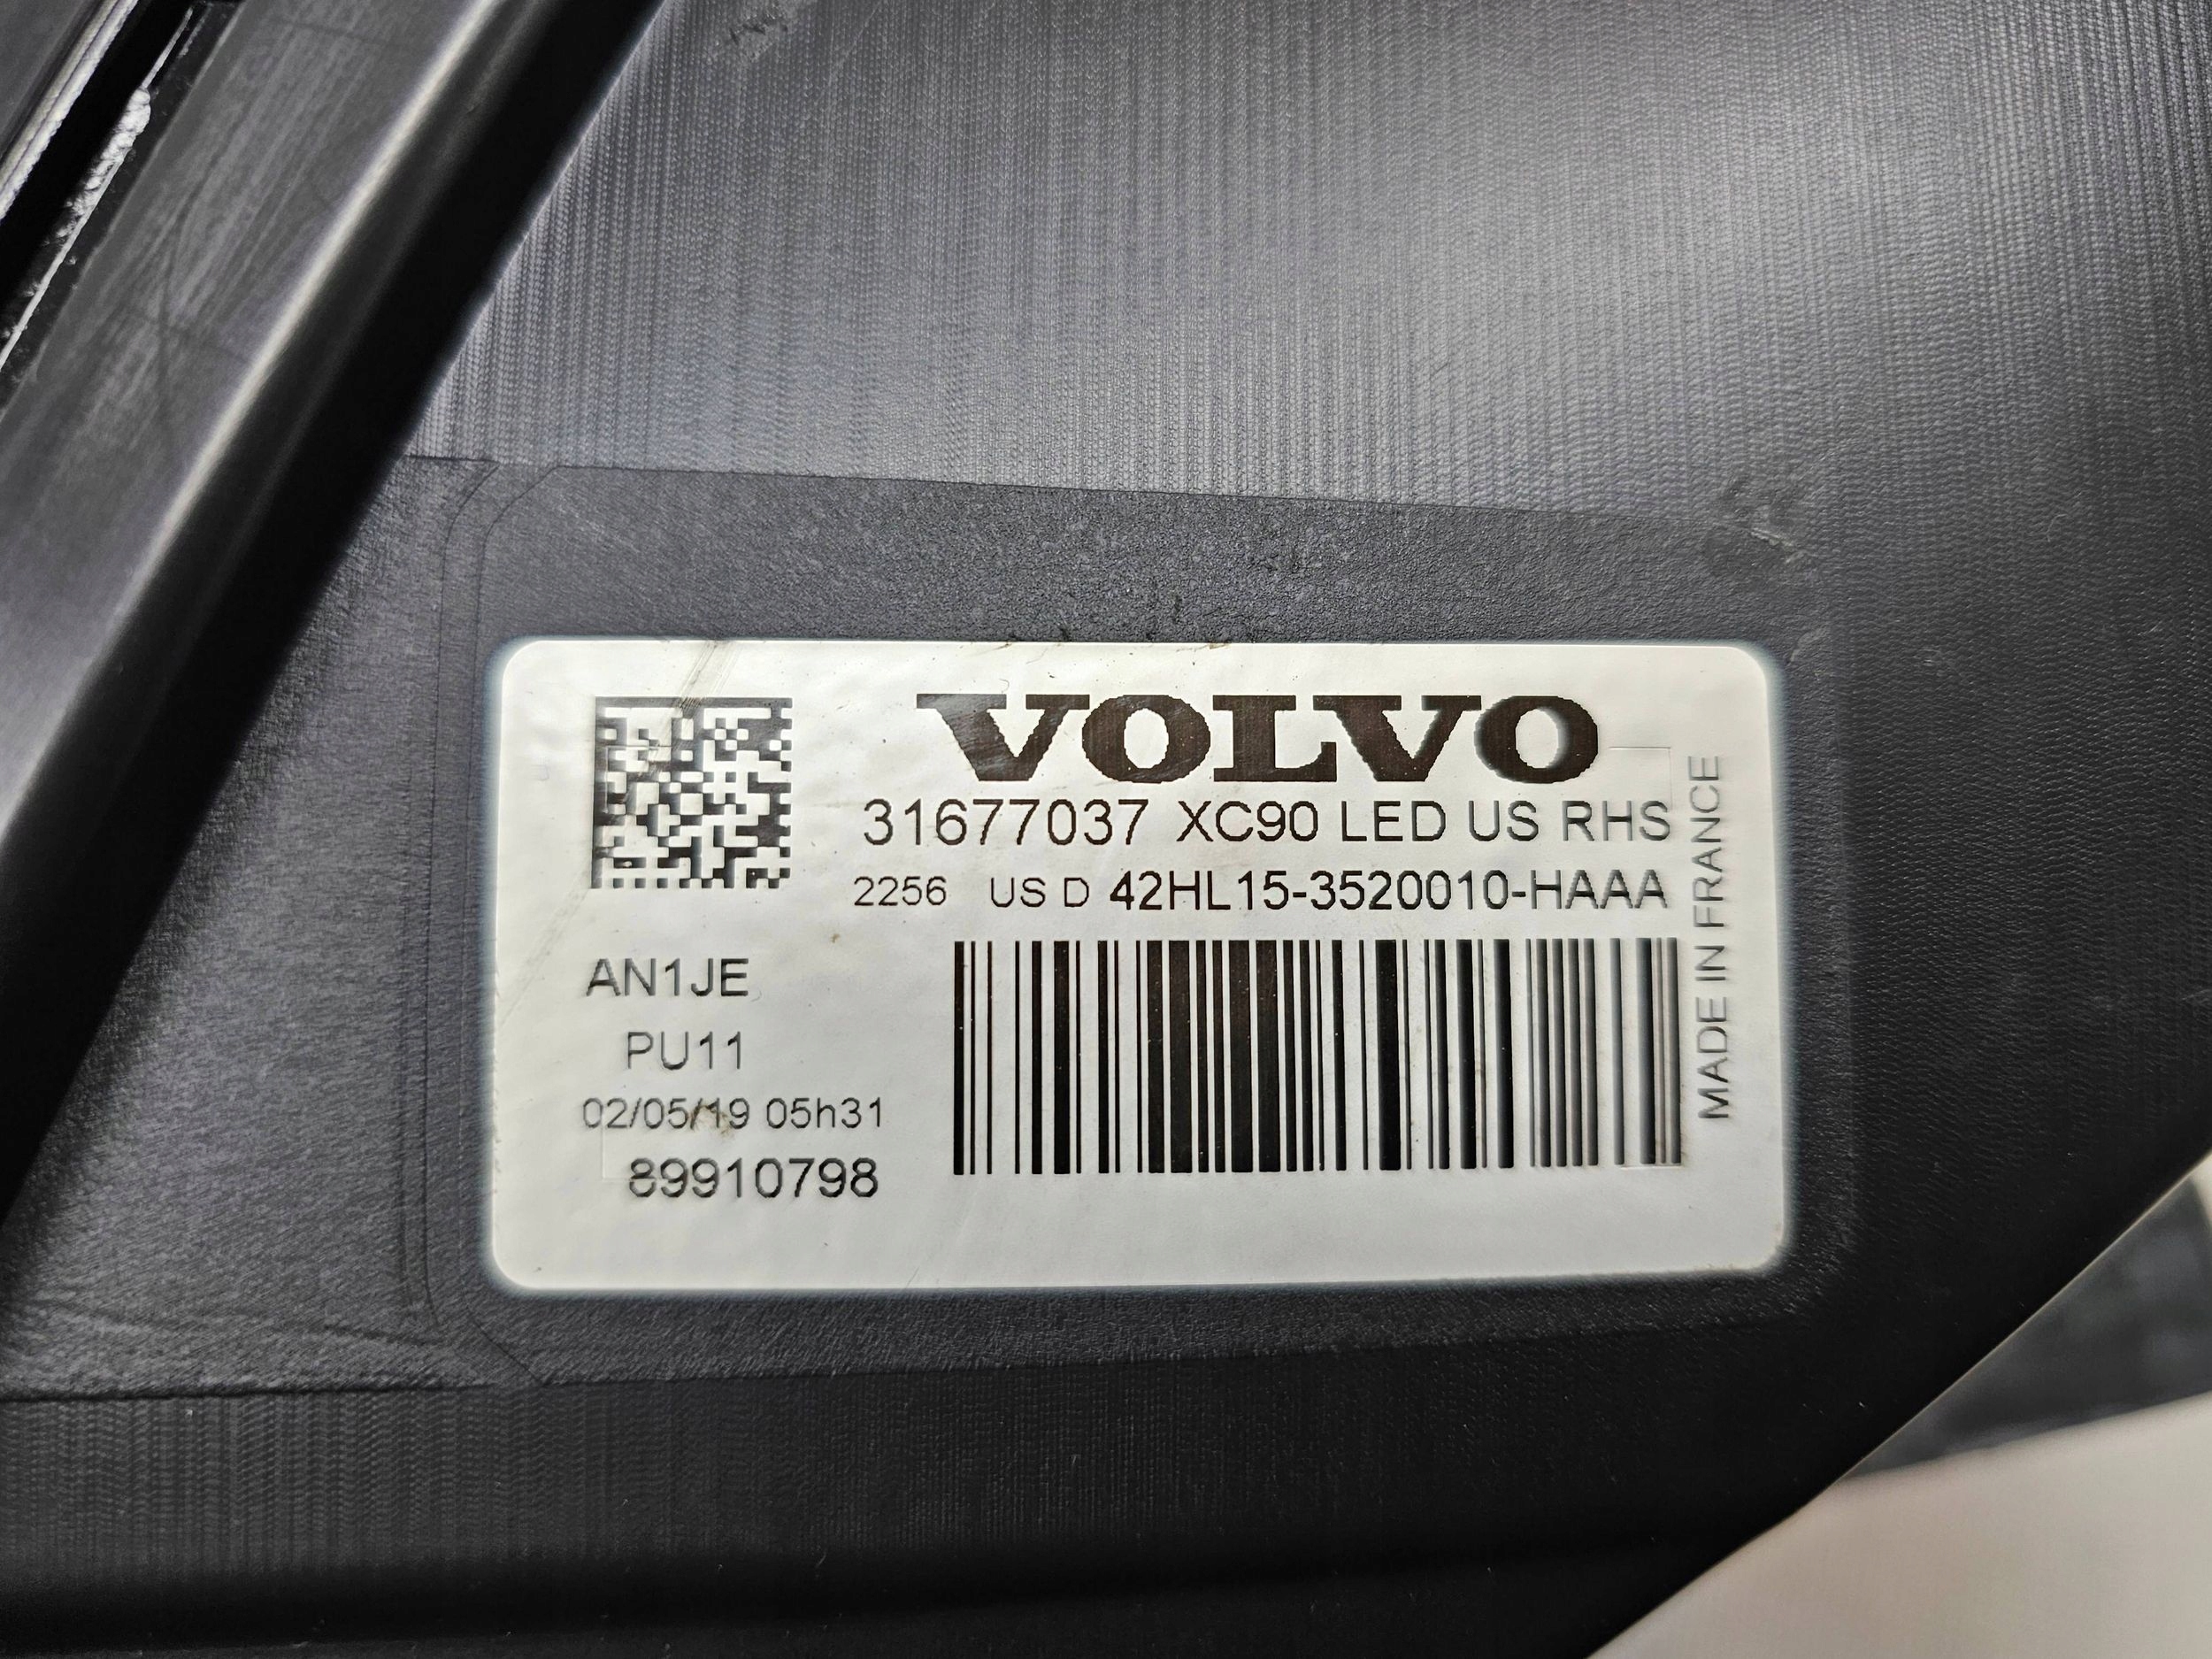 VOLVO
31677037 XC90 LED US RHS
2256 US D 42HL15-3520010-HAAA
AN1JE
PU11
02/05/19 05h31
89910798
MADE IN FRANCE